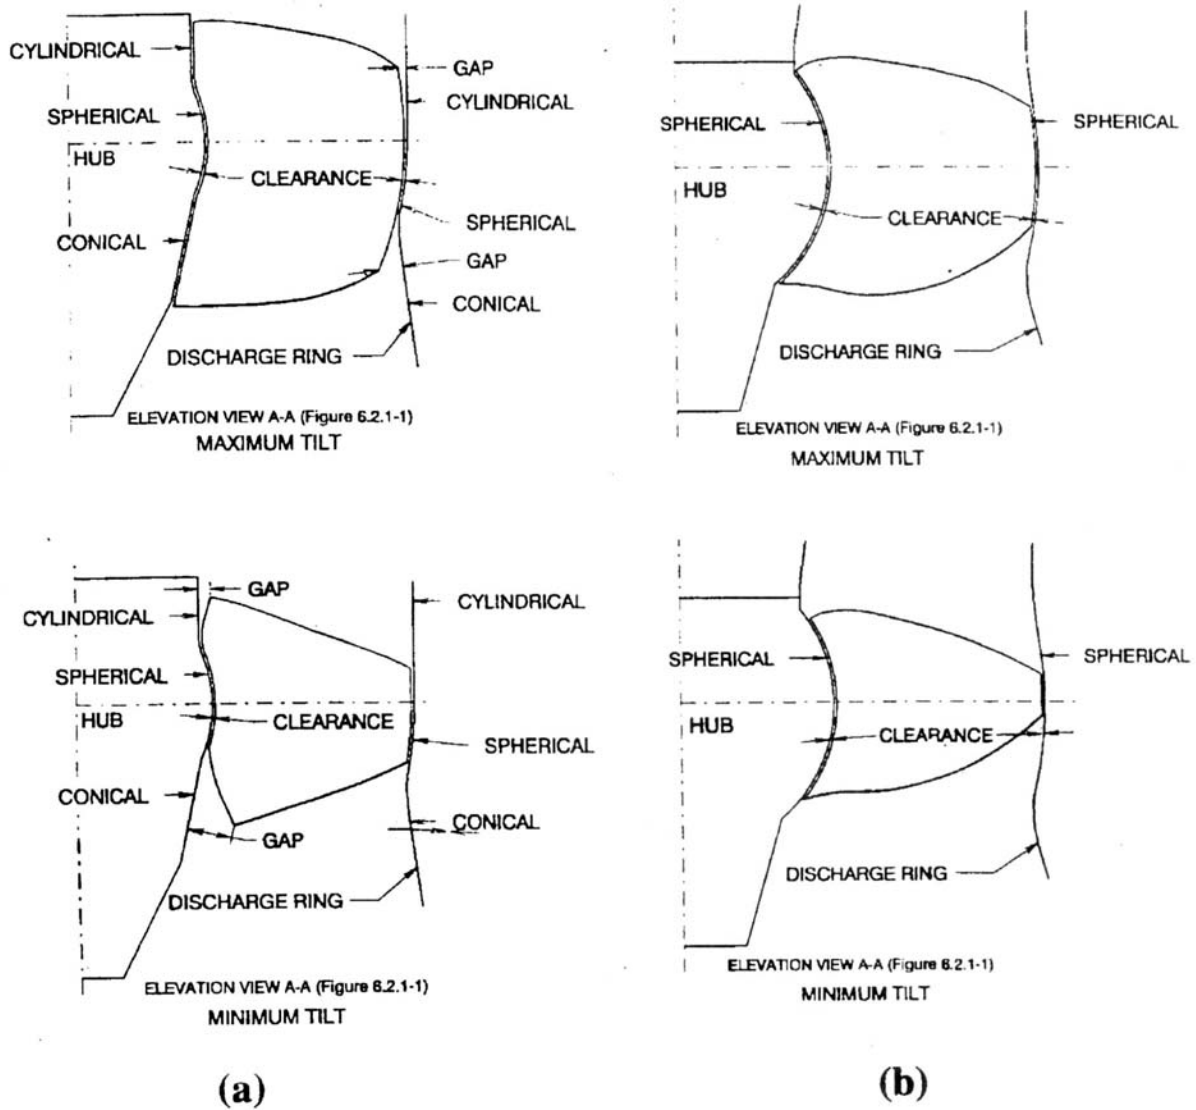 CYLINDRICAL
GAP
CYLINDRICAL
SPHERICAL
HUB
CLEARANCE
SPHERICAL
CONICAL
GAP
CONICAL
DISCHARGE RING
ELEVATION VIEW A-A (Figure 6.2.1-1)
MAXIMUM TILT
SPHERICAL
SPHERICAL
HUB
CLEARANCE
DISCHARGE RING
ELEVATION VIEW A-A (Figure 6.2.1-1)
MAXIMUM TILT
GAP
CYLINDRICAL
CYLINDRICAL
SPHERICAL
HUB
CLEARANCE
SPHERICAL
CONICAL
CONICAL
GAP
DISCHARGE RING
ELEVATION VIEW A-A (Figure 6.2.1-1)
MINIMUM TILT
SPHERICAL
SPHERICAL
HUB
CLEARANCE
DISCHARGE RING
ELEVATION VIEW A-A (Figure 6.2.1-1)
MINIMUM TILT
(a)
(b)